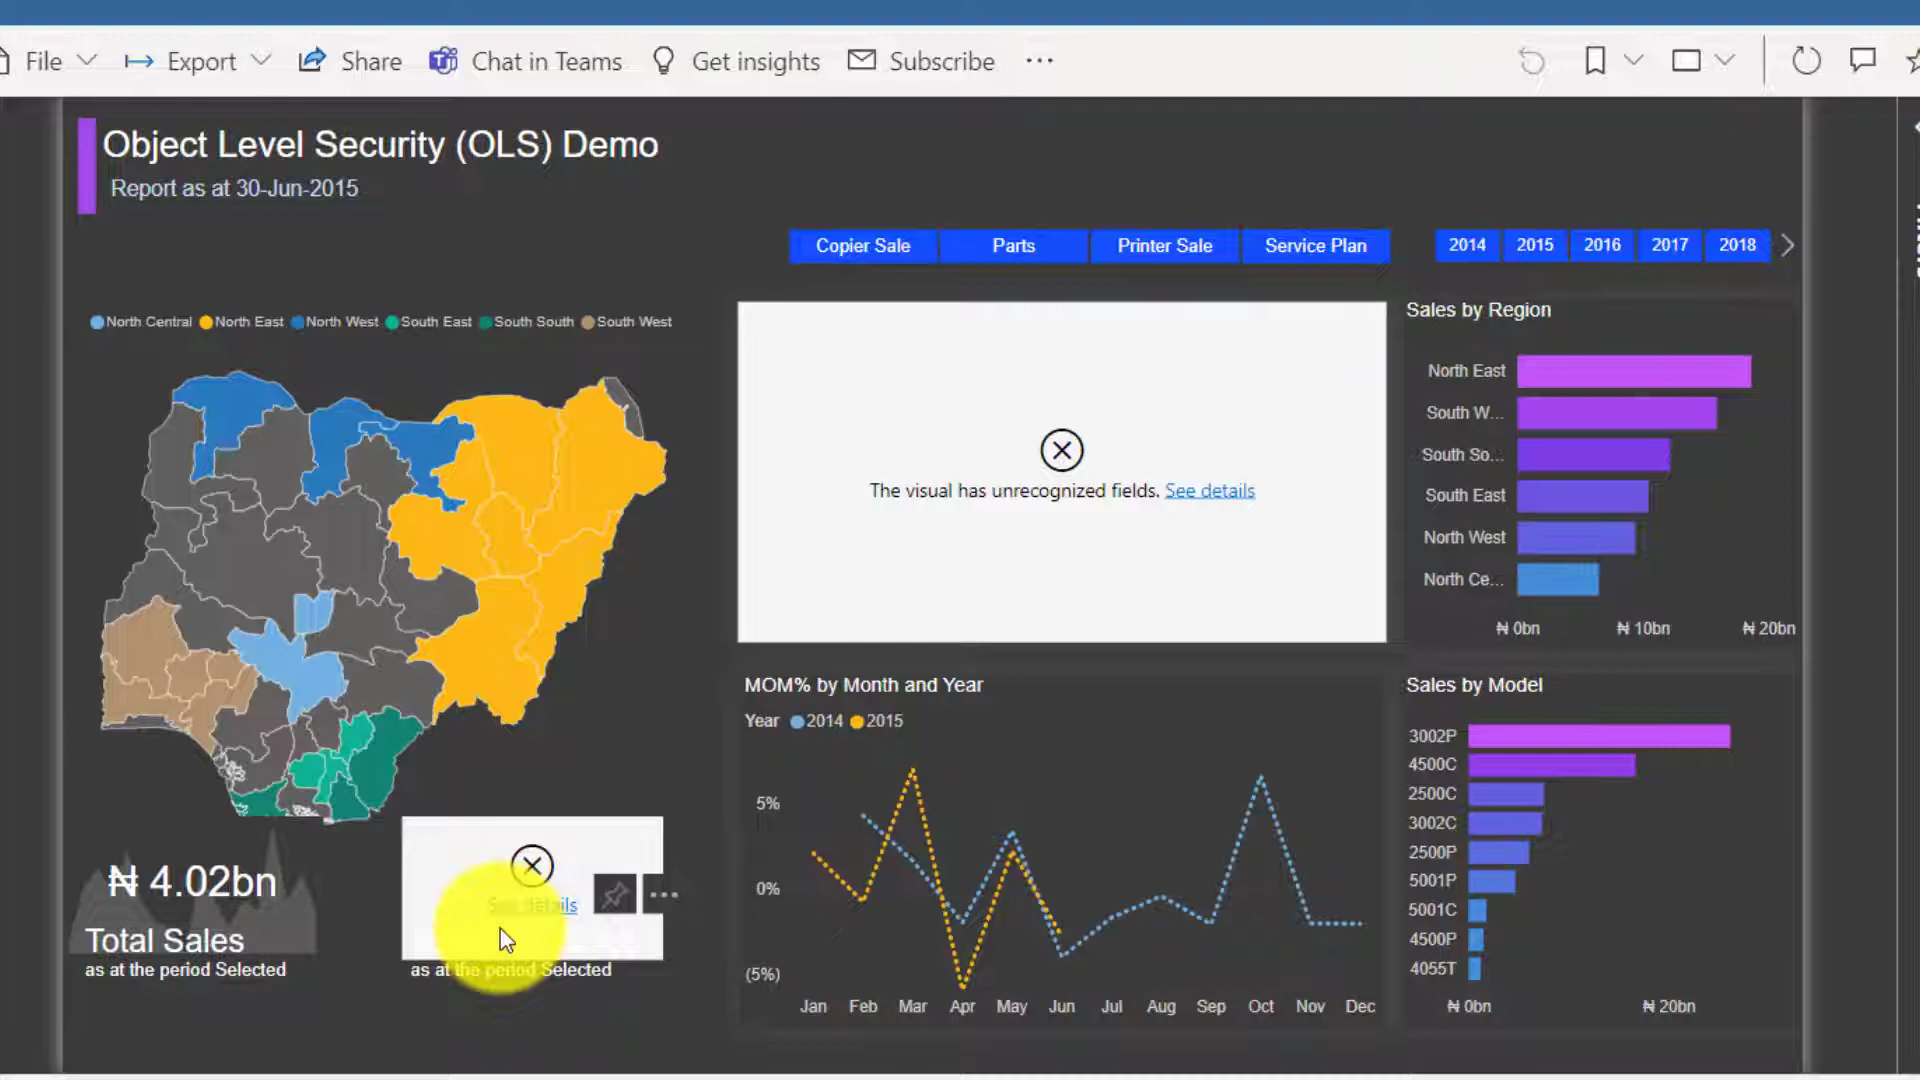 File Export Share Chat in Teams Get insights Subscribe ...
Object Level Security (OLS) Demo
Report as at 30-Jun-2015
Copier Sale Parts Printer Sale Service Plan 2014 2015 2016 2017 2018
North Central North East North West South East South South South West
The visual has unrecognized fields. See details
Sales by Region
North East
South W...
South So...
South East
North West
North Ce...
₦ 0bn ₦ 10bn ₦ 20bn
₦ 4.02bn
Total Sales
as at the period Selected
See details
as at the period Selected
MOM% by Month and Year
Year 2014 2015
5%
0%
(5%)
Jan Feb Mar Apr May Jun Jul Aug Sep Oct Nov Dec
Sales by Model
3002P
4500C
2500C
3002C
2500P
5001P
5001C
4500P
4055T
₦ 0bn ₦ 20bn